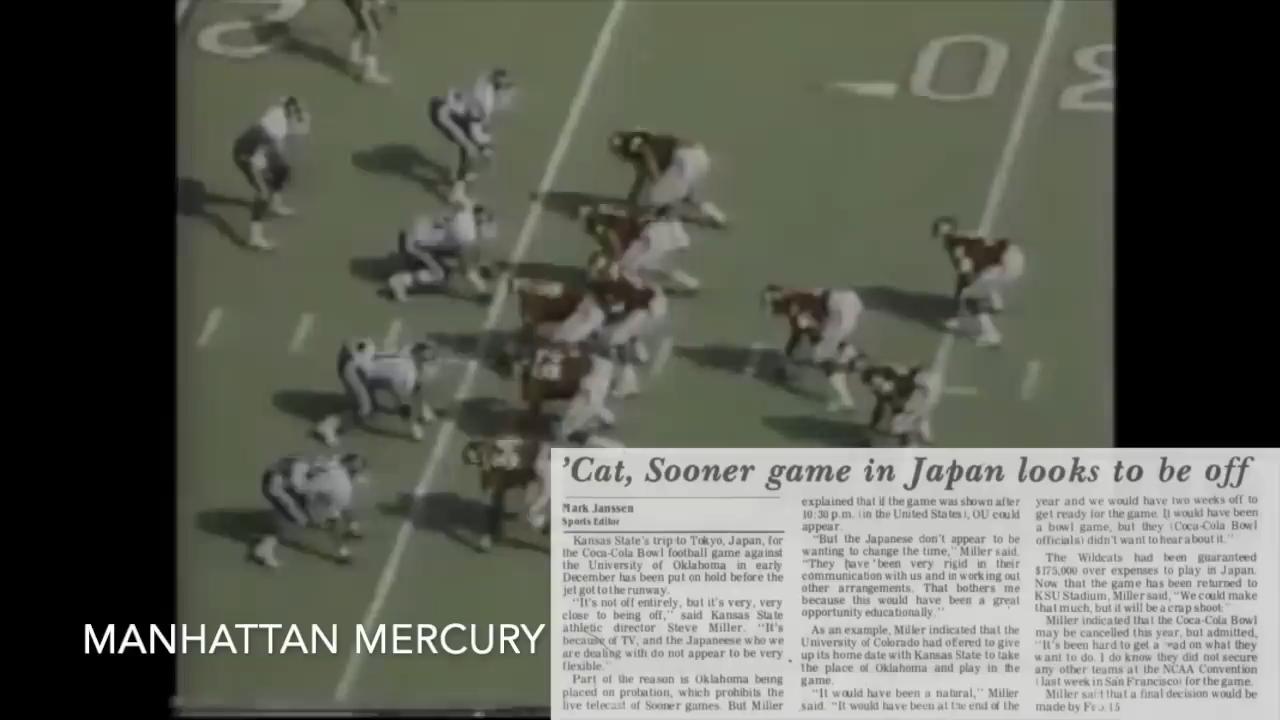 'Cat, Sooner game in Japan looks to be off
Mark Janssen
Sports Editor
Kansas State's trip to Tokyo, Japan, for
the Coca-Cola Bowl football game against
the University of Oklahoma in early
December has been put on hold before the
jet got to the runway.
"It's not off entirely, but it's very, very
close to being off," said Kansas State
athletic director Steve Miller. "It's
because of TV, and the Japaneese who we
are dealing with do not appear to be very
flexible."
Part of the reason is Oklahoma being
placed on probation, which prohibits the
live telecast of Sooner games. But Miller
explained that if the game was shown after
10:30 p.m. (in the United States), OU could
appear.
"But the Japanese don't appear to be
wanting to change the time," Miller said.
"They have been very rigid in their
communication with us and in working out
other arrangements. That bothers me
because this would have been a great
opportunity educationally."
As an example, Miller indicated that the
University of Colorado had offered to give
up its home date with Kansas State to take
the place of Oklahoma and play in the
game.
"It would have been a natural," Miller
said. "It would have been at the end of the
year and we would have two weeks off to
get ready for the game. It would have been
a bowl game, but they (Coca-Cola Bowl
officials) didn't want to hear about it."
The Wildcats had been guaranteed
$175,000 over expenses to play in Japan.
Now that the game has been returned to
KSU Stadium, Miller said, "We could make
that much, but it will be a crap shoot."
Miller indicated that the Coca-Cola Bowl
may be cancelled this year, but admitted,
"It's been hard to get a read on what they
want to do. I do know they did not secure
any other teams at the NCAA Convention
(last week in San Francisco) for the game.
Miller said that a final decision would be
made by Feb. 15
MANHATTAN MERCURY
30
3
2